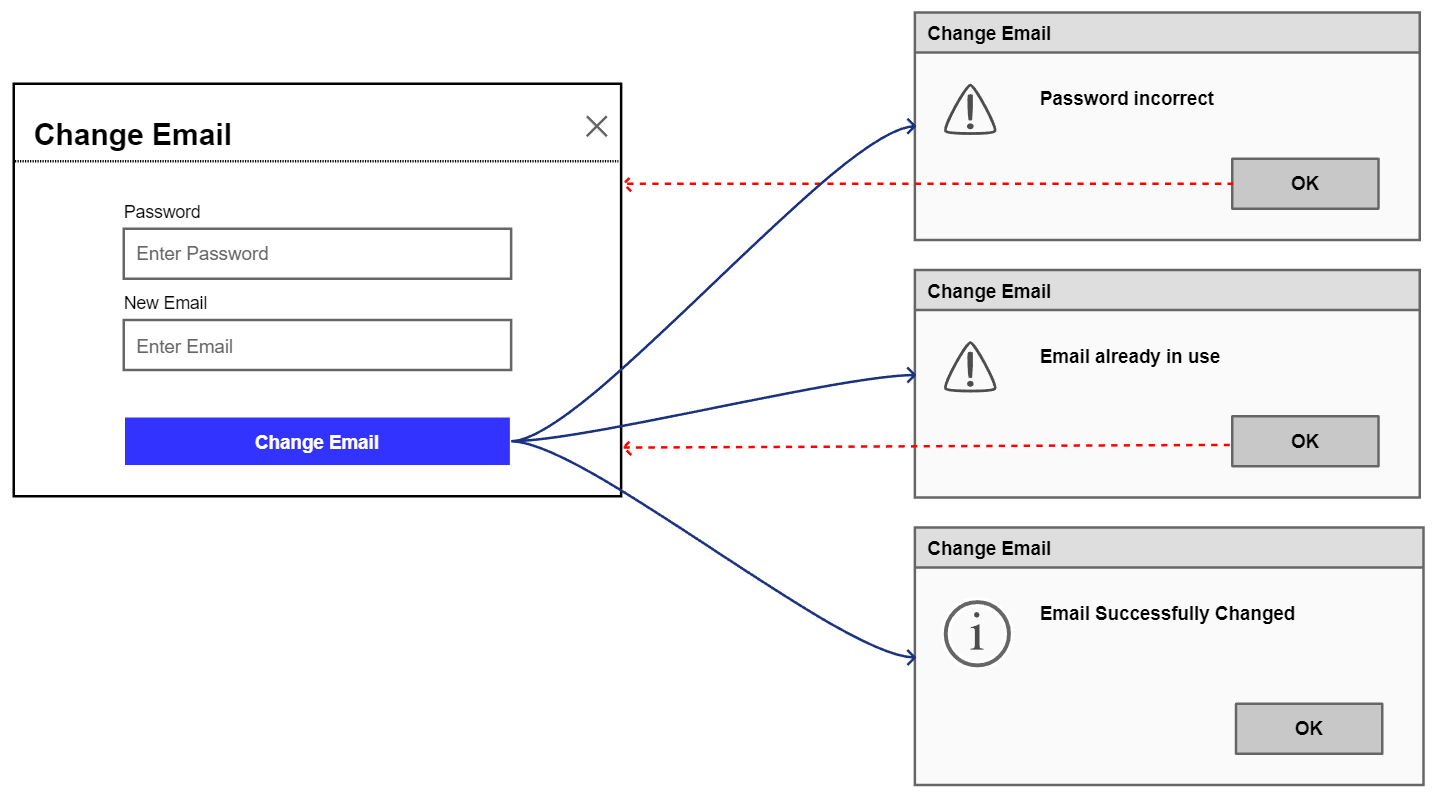 Change Email
Password
Enter Password
New Email
Enter Email
Change Email
Change Email
Password incorrect
OK
Change Email
Email already in use
OK
Change Email
Email Successfully Changed
OK